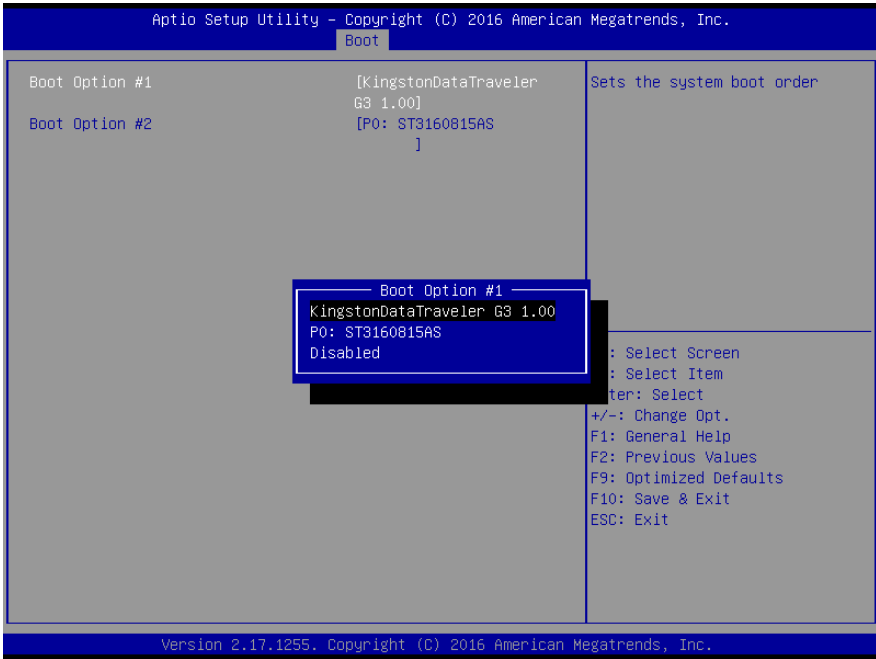 Aptio Setup Utility – Copyright (C) 2016 American Megatrends, Inc.
Boot
Boot Option #1 [KingstonDataTraveler
G3 1.00]
Boot Option #2 [P0: ST3160815AS
]
Sets the system boot order
Boot Option #1
KingstonDataTraveler G3 1.00
P0: ST3160815AS
Disabled
: Select Screen
: Select Item
ter: Select
+/-: Change Opt.
F1: General Help
F2: Previous Values
F9: Optimized Defaults
F10: Save & Exit
ESC: Exit
Version 2.17.1255. Copyright (C) 2016 American Megatrends, Inc.